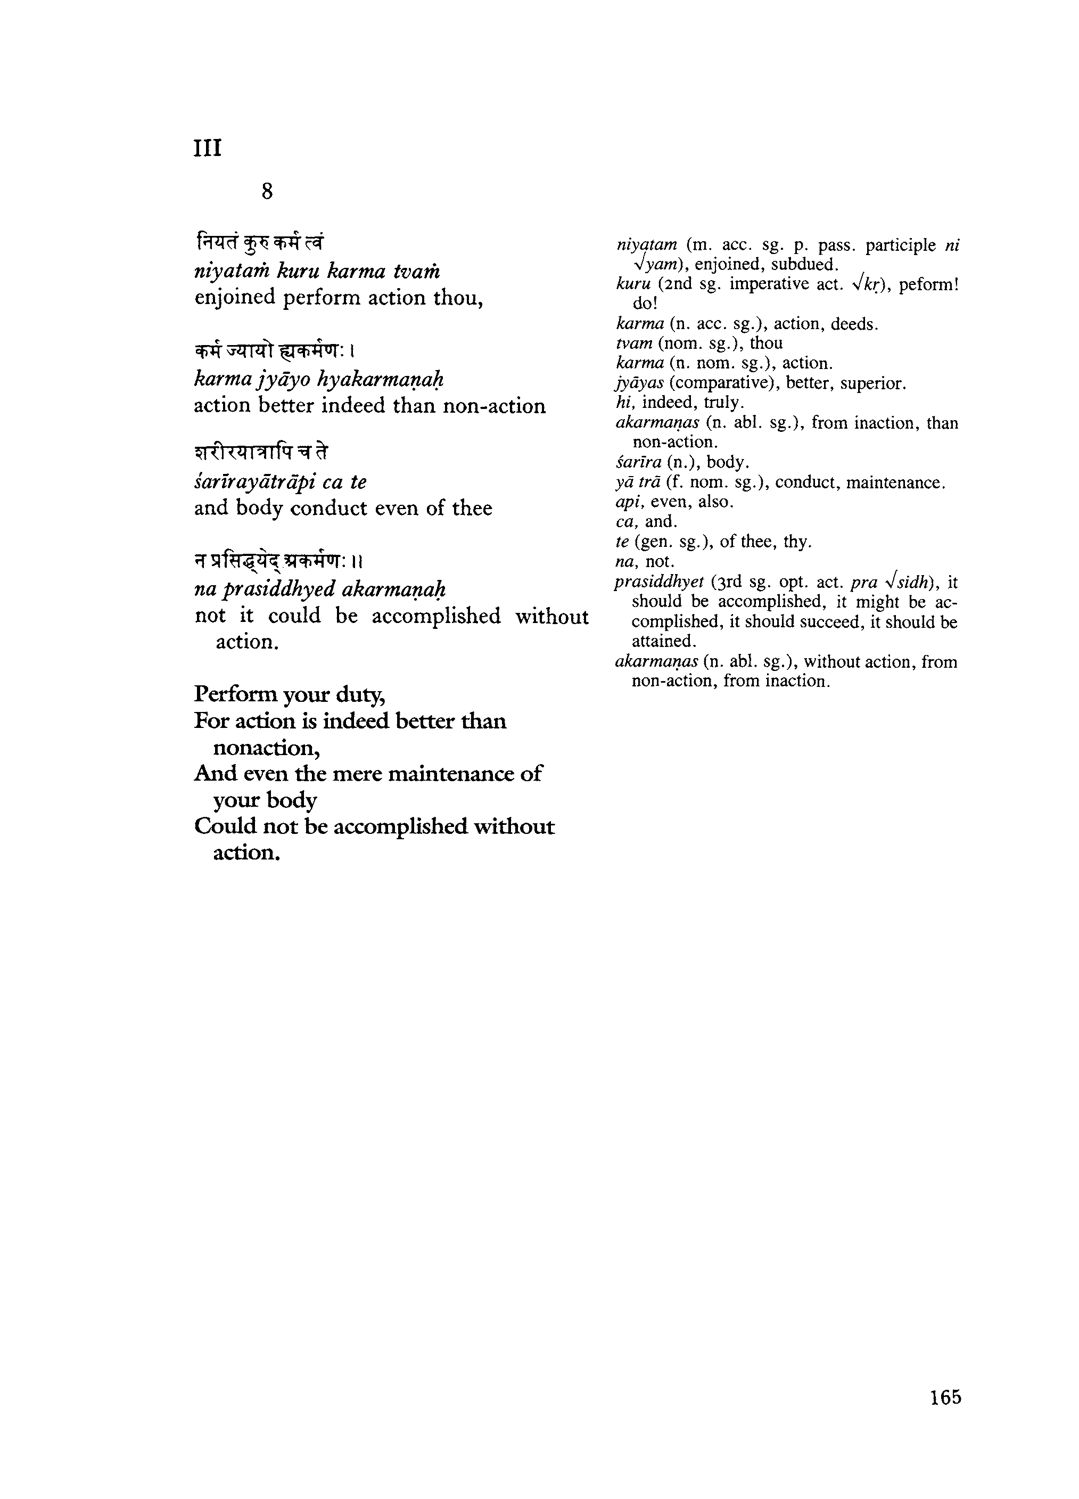 III
8
नियतं कुरु कर्म त्वं
niyataṁ kuru karma tvaṁ
enjoined perform action thou,
कर्म ज्यायो ह्यकर्मणः ।
karma jyāyo hyakarmaṇaḥ
action better indeed than non-action
शरीरयात्रापि च ते
śarīrayātrāpi ca te
and body conduct even of thee
न प्रसिद्ध्येद् अकर्मणः ।।
na prasiddhyed akarmaṇaḥ
not it could be accomplished without
action.
Perform your duty,
For action is indeed better than
nonaction,
And even the mere maintenance of
your body
Could not be accomplished without
action.
niyatam (m. acc. sg. p. pass. participle ni
√yam), enjoined, subdued.
kuru (2nd sg. imperative act. √kṛ), peform!
do!
karma (n. acc. sg.), action, deeds.
tvam (nom. sg.), thou
karma (n. nom. sg.), action.
jyāyas (comparative), better, superior.
hi, indeed, truly.
akarmaṇas (n. abl. sg.), from inaction, than
non-action.
śarīra (n.), body.
yā trā (f. nom. sg.), conduct, maintenance.
api, even, also.
ca, and.
te (gen. sg.), of thee, thy.
na, not.
prasiddhyet (3rd sg. opt. act. pra √sidh), it
should be accomplished, it might be ac-
complished, it should succeed, it should be
attained.
akarmaṇas (n. abl. sg.), without action, from
non-action, from inaction.
165